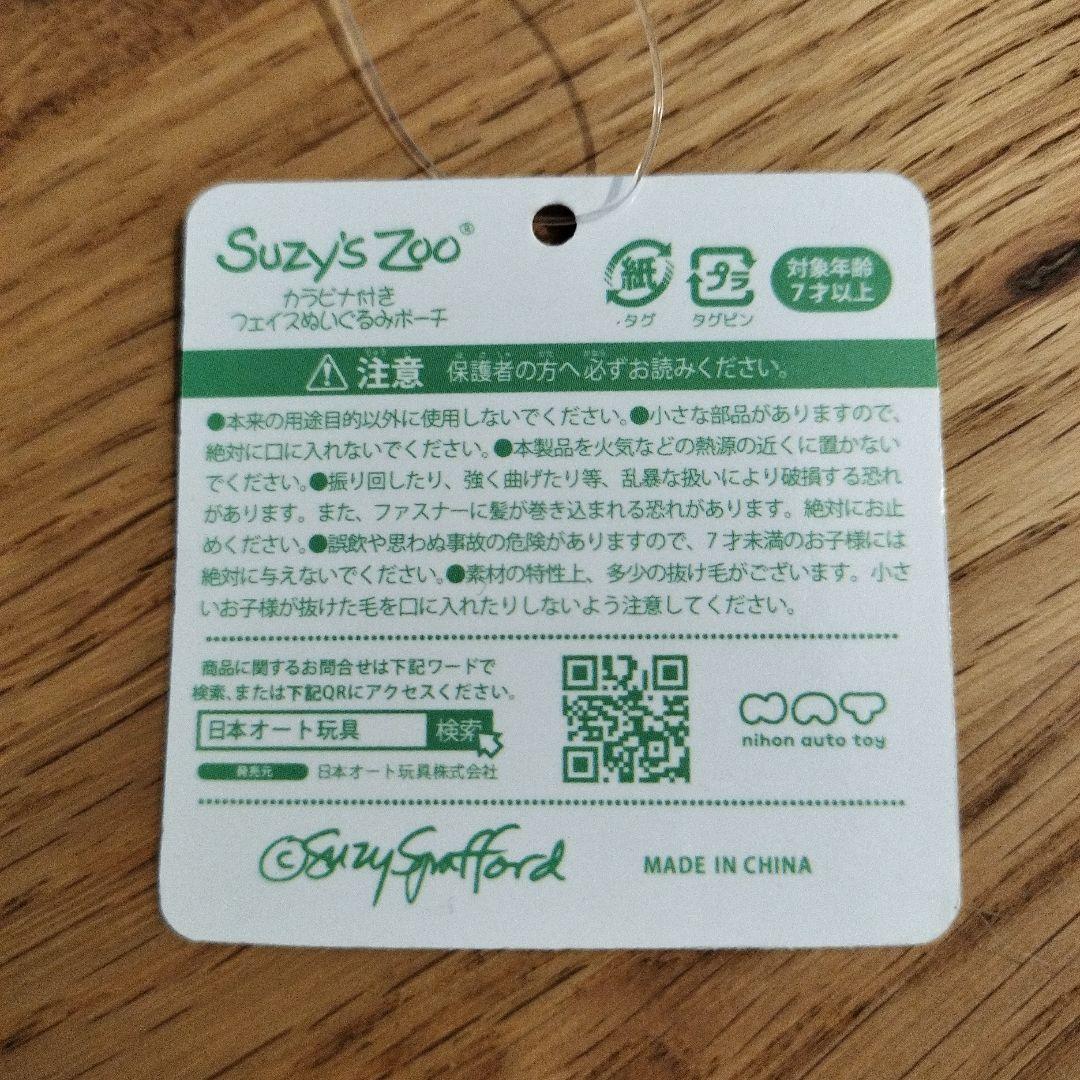 Suzy's Zoo®
カラビナ付き
フェイスぬいぐるみポーチ
紙
タグ
プラ
タグピン
対象年齢
7才以上
注意 保護者の方へ必ずお読みください。
●本来の用途目的以外に使用しないでください。●小さな部品がありますので、
絶対に口に入れないでください。●本製品を火気などの熱源の近くに置かない
でください。●振り回したり、強く曲げたり等、乱暴な扱いにより破損する恐れ
があります。また、ファスナーに髪が巻き込まれる恐れがあります。絶対にお止
めください。●誤飲や思わぬ事故の危険がありますので、7才未満のお子様には
絶対に与えないでください。●素材の特性上、多少の抜け毛がございます。小さ
いお子様が抜けた毛を口に入れたりしないよう注意してください。
商品に関するお問合せは下記ワードで
検索、または下記QRにアクセスください。
日本オート玩具 検索
発売元 日本オート玩具株式会社
NAT
nihon auto toy
©Suzy Spafford
MADE IN CHINA